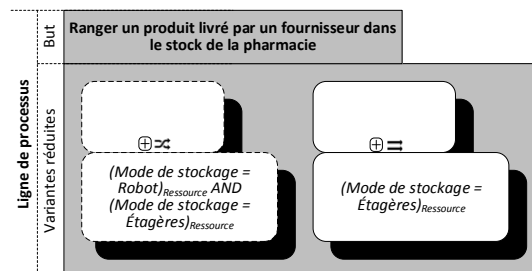 Ligne de processus
But
Ranger un produit livré par un fournisseur dans
le stock de la pharmacie
Variantes réduites
(Mode de stockage =
Robot)Ressource AND
(Mode de stockage =
Étagères)Ressource
(Mode de stockage =
Étagères)Ressource